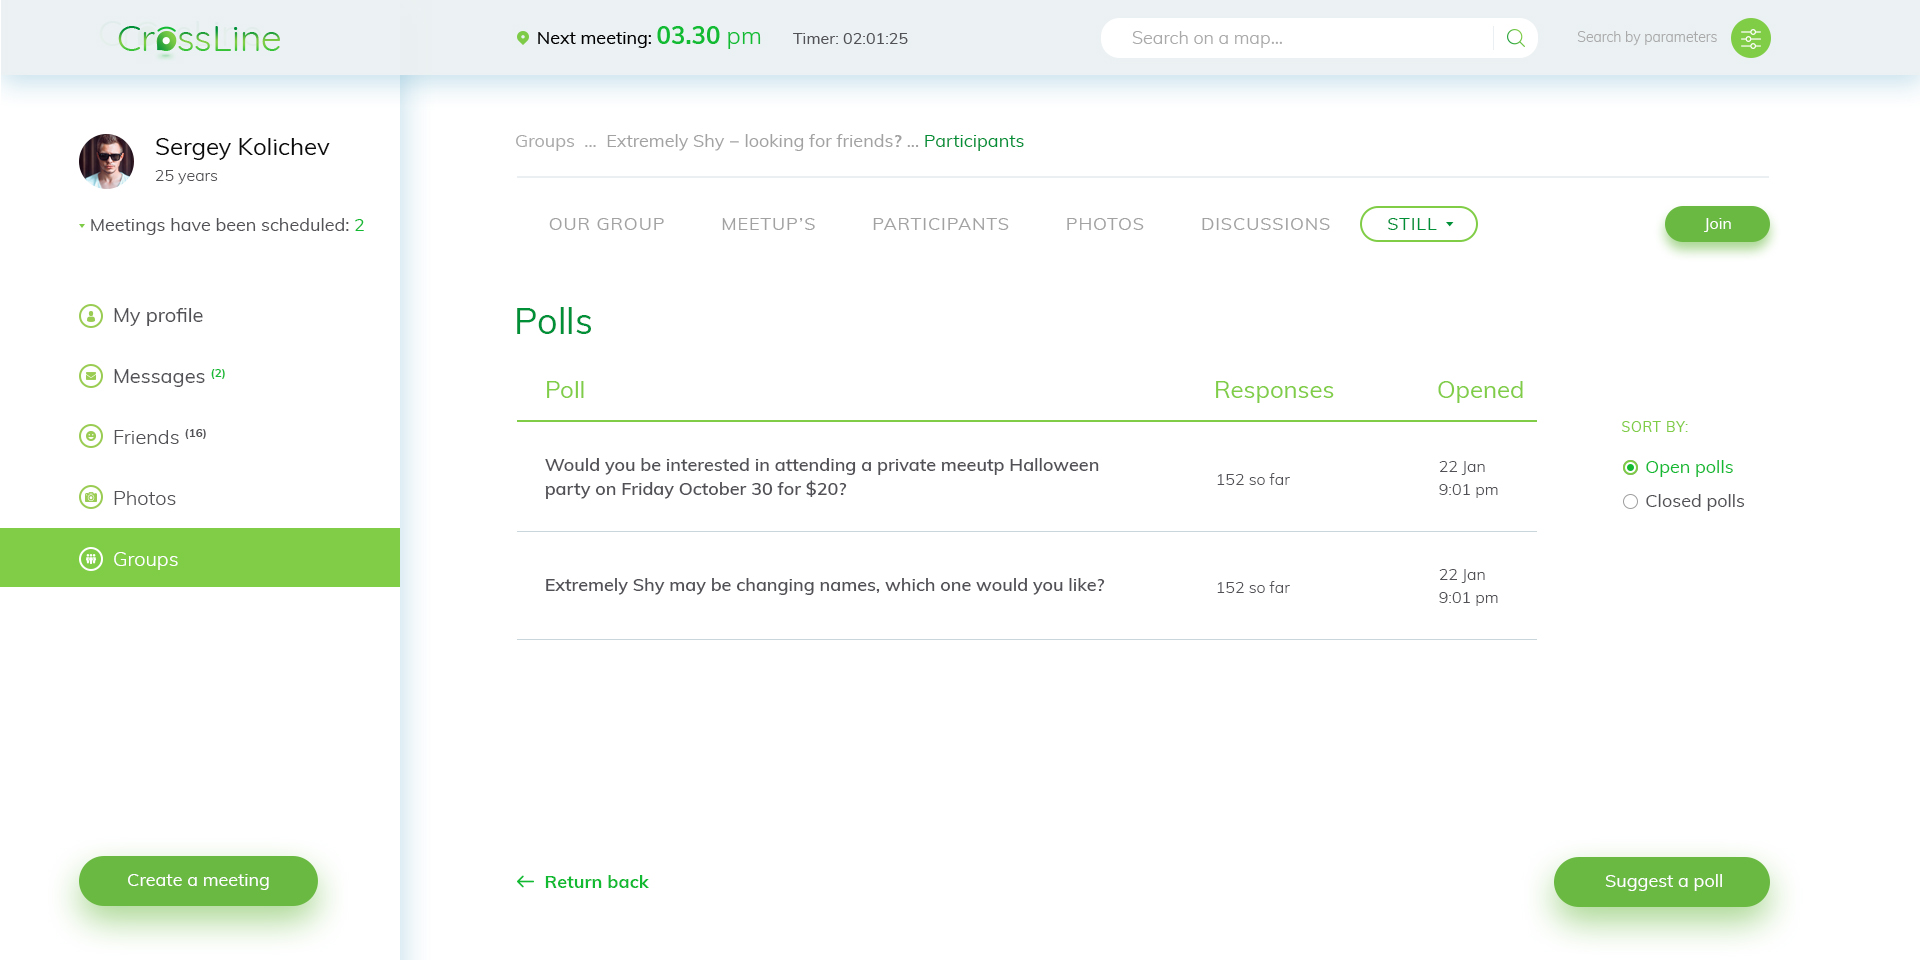 CrossLine
Next meeting: 03.30 pm
Timer: 02:01:25
Search on a map...
Search by parameters
Sergey Kolichev
25 years
Meetings have been scheduled: 2
My profile
Messages (2)
Friends (16)
Photos
Groups
Create a meeting
Groups ... Extremely Shy – looking for friends? ... Participants
OUR GROUP MEETUP’S PARTICIPANTS PHOTOS DISCUSSIONS STILL
Join
Polls
Poll Responses Opened
Would you be interested in attending a private meeutp Halloween
party on Friday October 30 for $20?
152 so far
22 Jan
9:01 pm
Extremely Shy may be changing names, which one would you like?
152 so far
22 Jan
9:01 pm
SORT BY:
Open polls
Closed polls
Return back
Suggest a poll